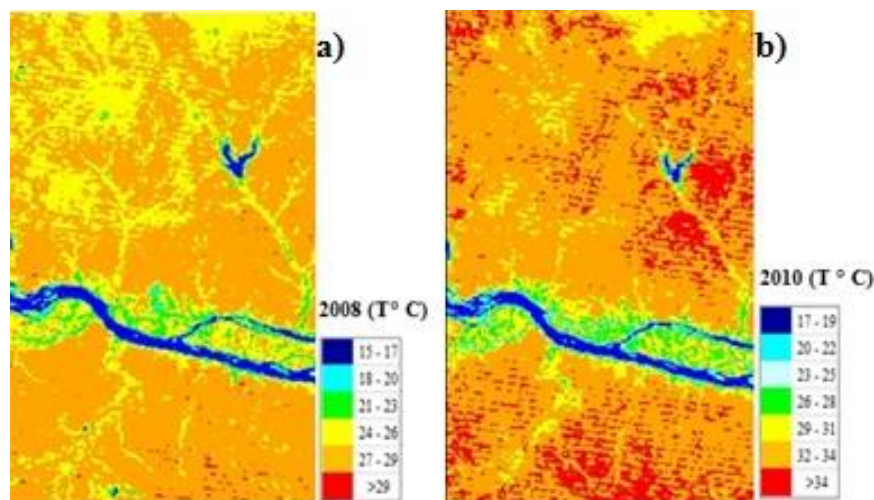 a)
2008 (T° C)
15 - 17
18 - 20
21 - 23
24 - 26
27 - 29
>29
b)
2010 (T ° C)
17 - 19
20 - 22
23 - 25
26 - 28
29 - 31
32 - 34
>34